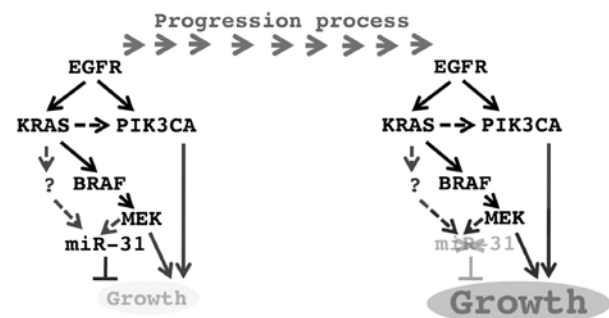 Progression process
EGFR
KRAS PIK3CA
? BRAF
MEK
miR-31
Growth
EGFR
KRAS PIK3CA
? BRAF
MEK
miR-31
Growth